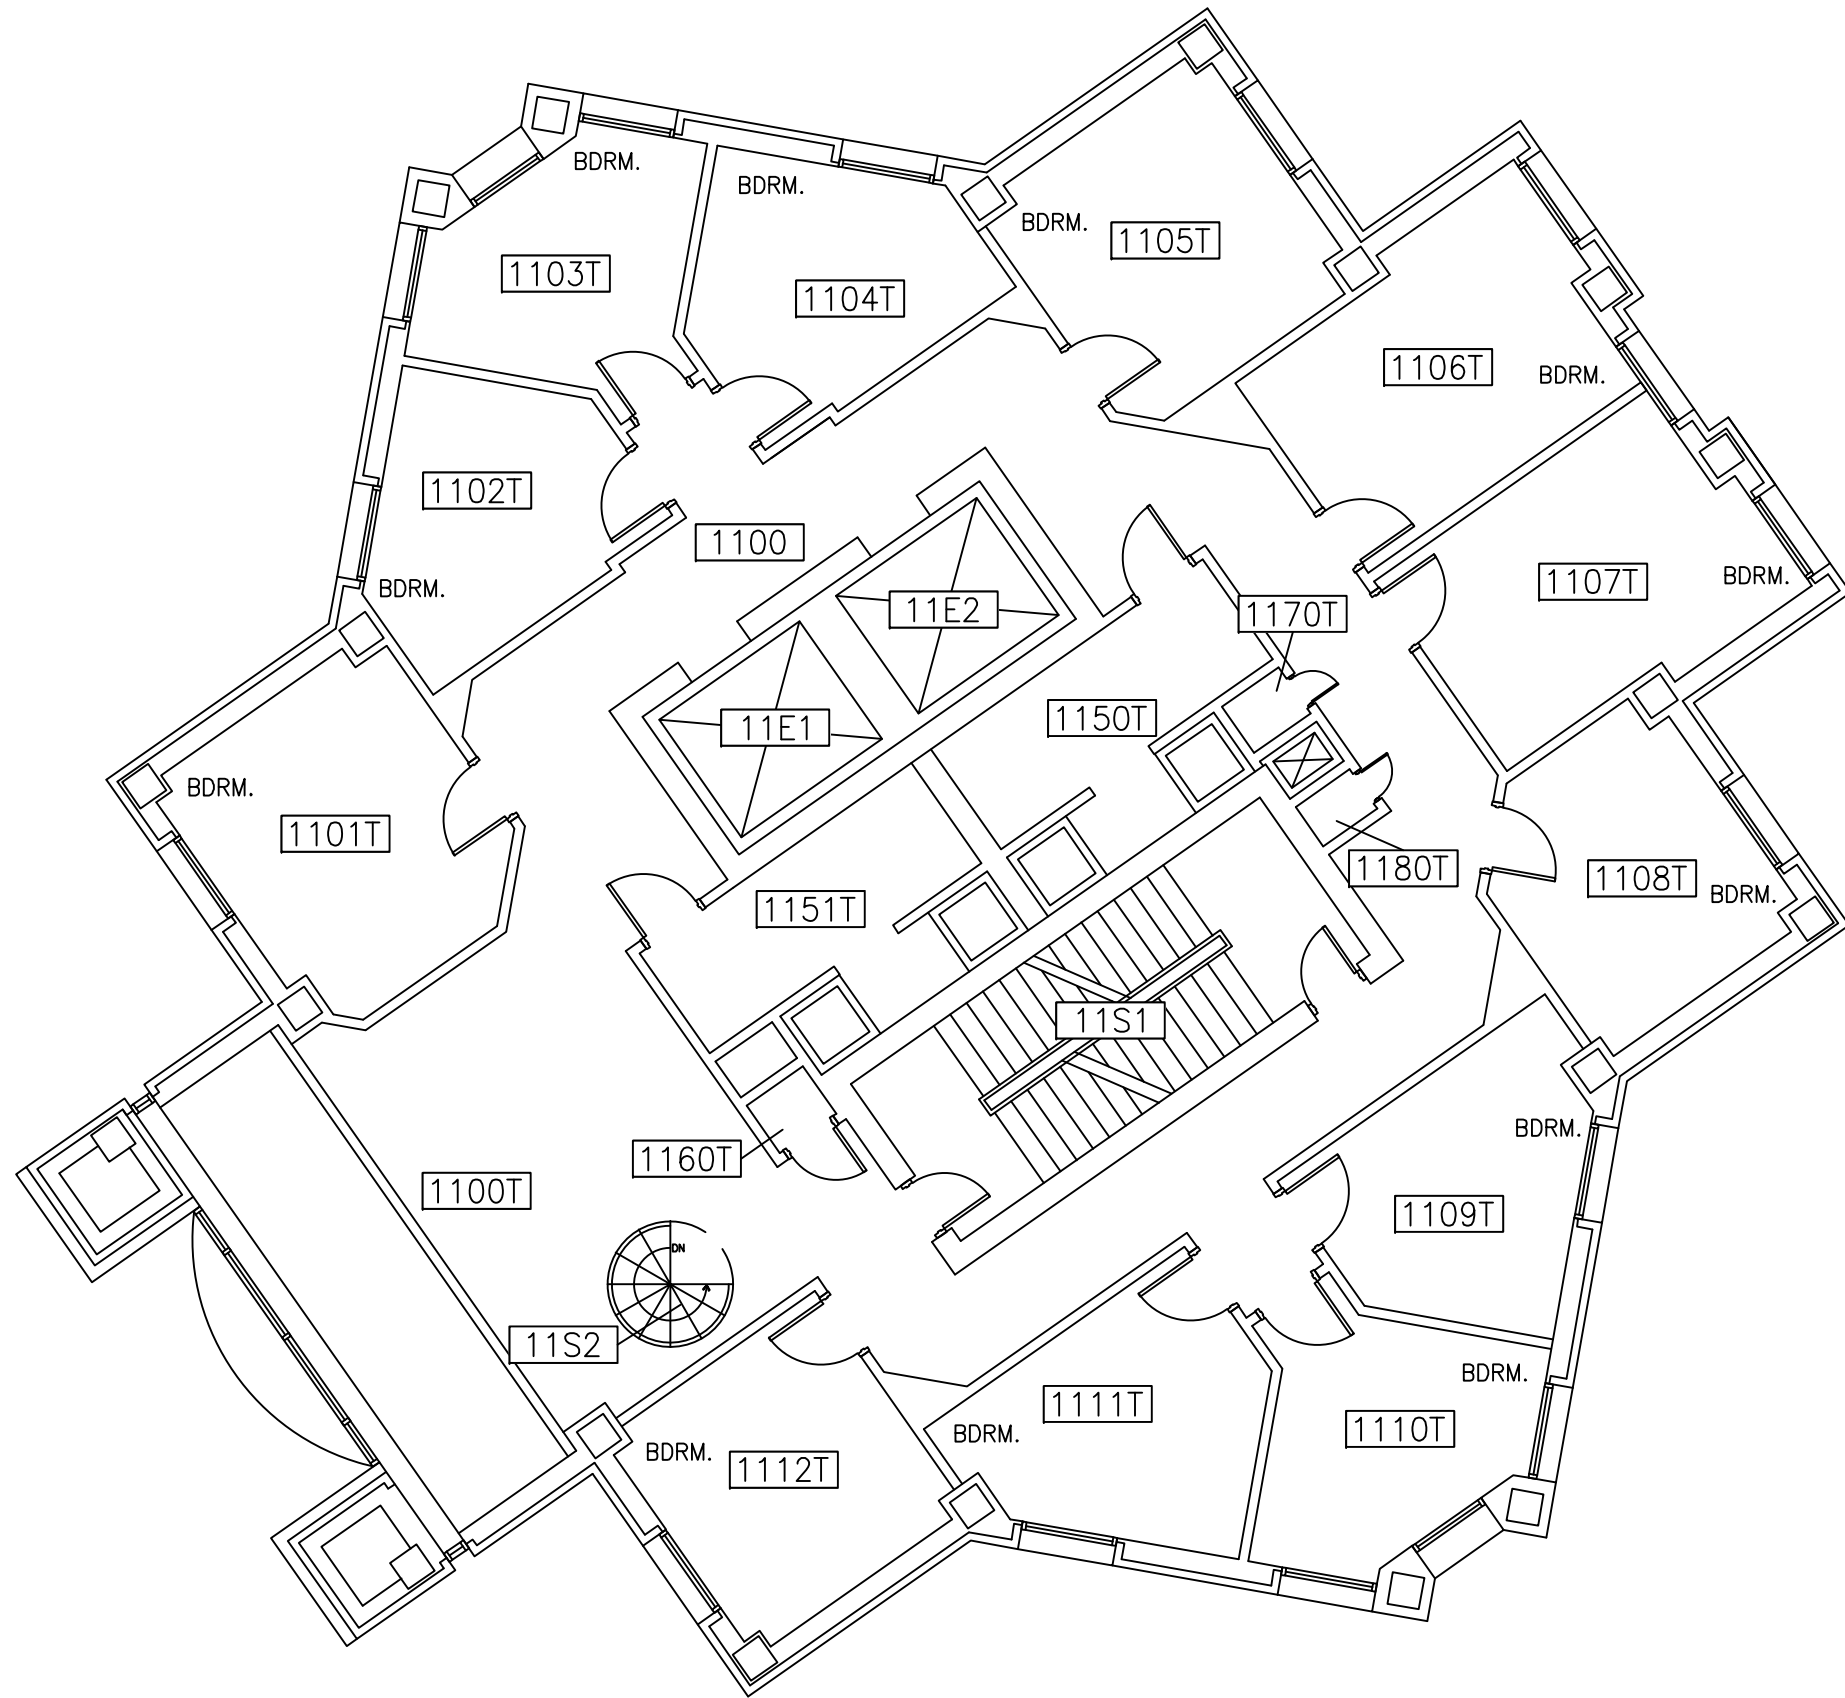 BDRM.
BDRM.
BDRM.
1105T
1103T
1104T
1106T
BDRM.
1102T
1100
BDRM.
1107T
BDRM.
11E2
1170T
11E1
1150T
BDRM.
1101T
1180T
1108T
BDRM.
1151T
11S1
BDRM.
1160T
1100T
1109T
DN
11S2
BDRM.
1111T
1110T
BDRM.
BDRM.
1112T